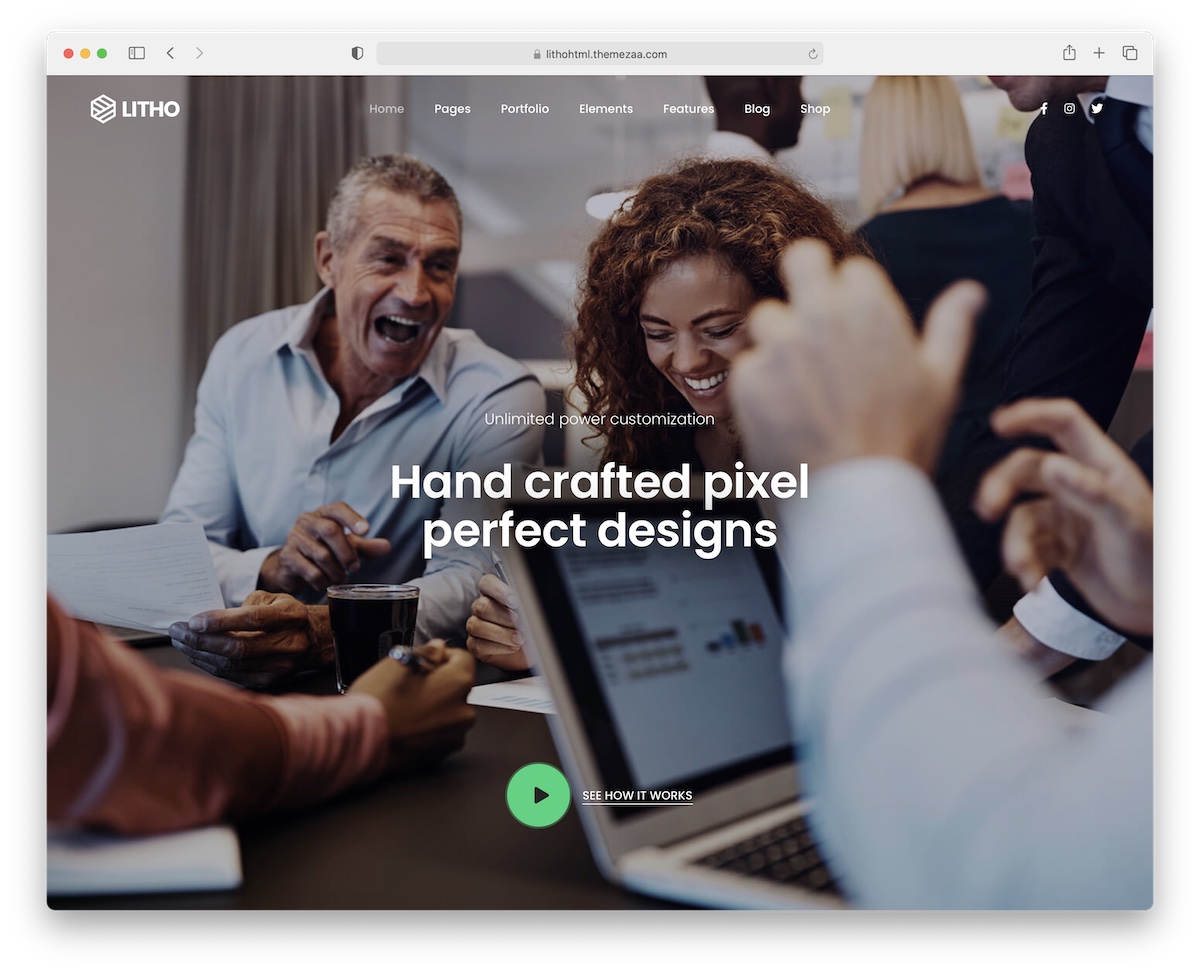 lithohtml.themezaa.com
LITHO
Home Pages Portfolio Elements Features Blog Shop
Unlimited power customization
Hand crafted pixel
perfect designs
SEE HOW IT WORKS